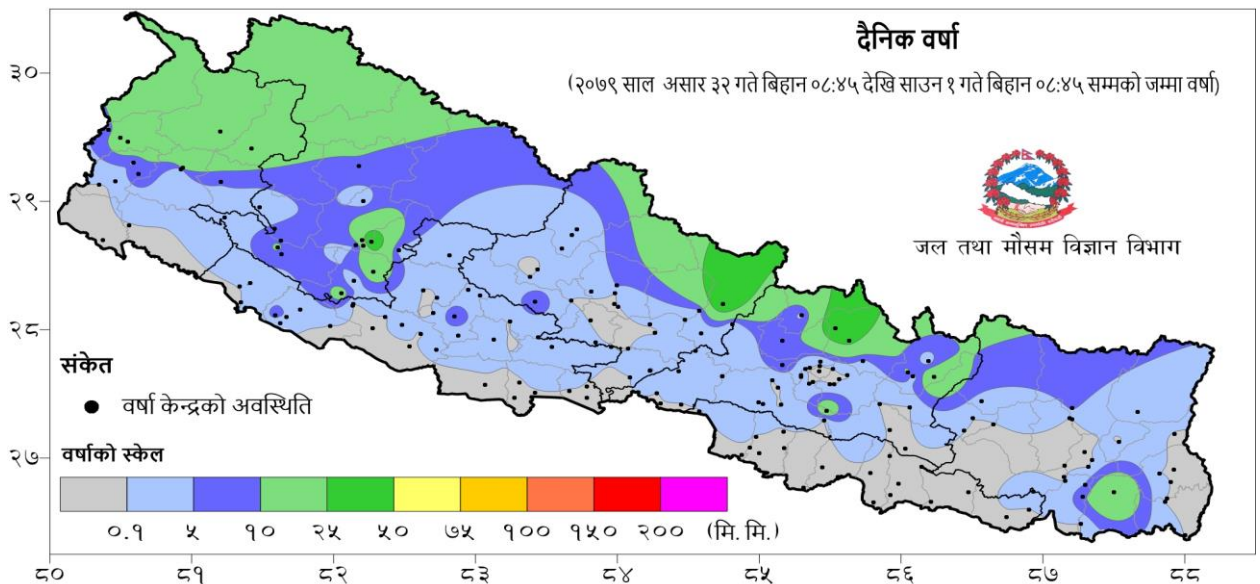 दैनिक वर्षा
(२०७९ साल असार ३२ गते बिहान ०८:४५ देखि साउन १ गते बिहान ०८:४५ सम्मको जम्मा वर्षा)
जल तथा मौसम विज्ञान विभाग
३०
२९
२८
२७
संकेत
वर्षा केन्द्रको अवस्थिति
वर्षाको स्केल
०.१ ५ १० २५ ५० ७५ १०० १५० २०० (मि. मि.)
८० ८१ ८२ ८३ ८४ ८५ ८६ ८७ ८८